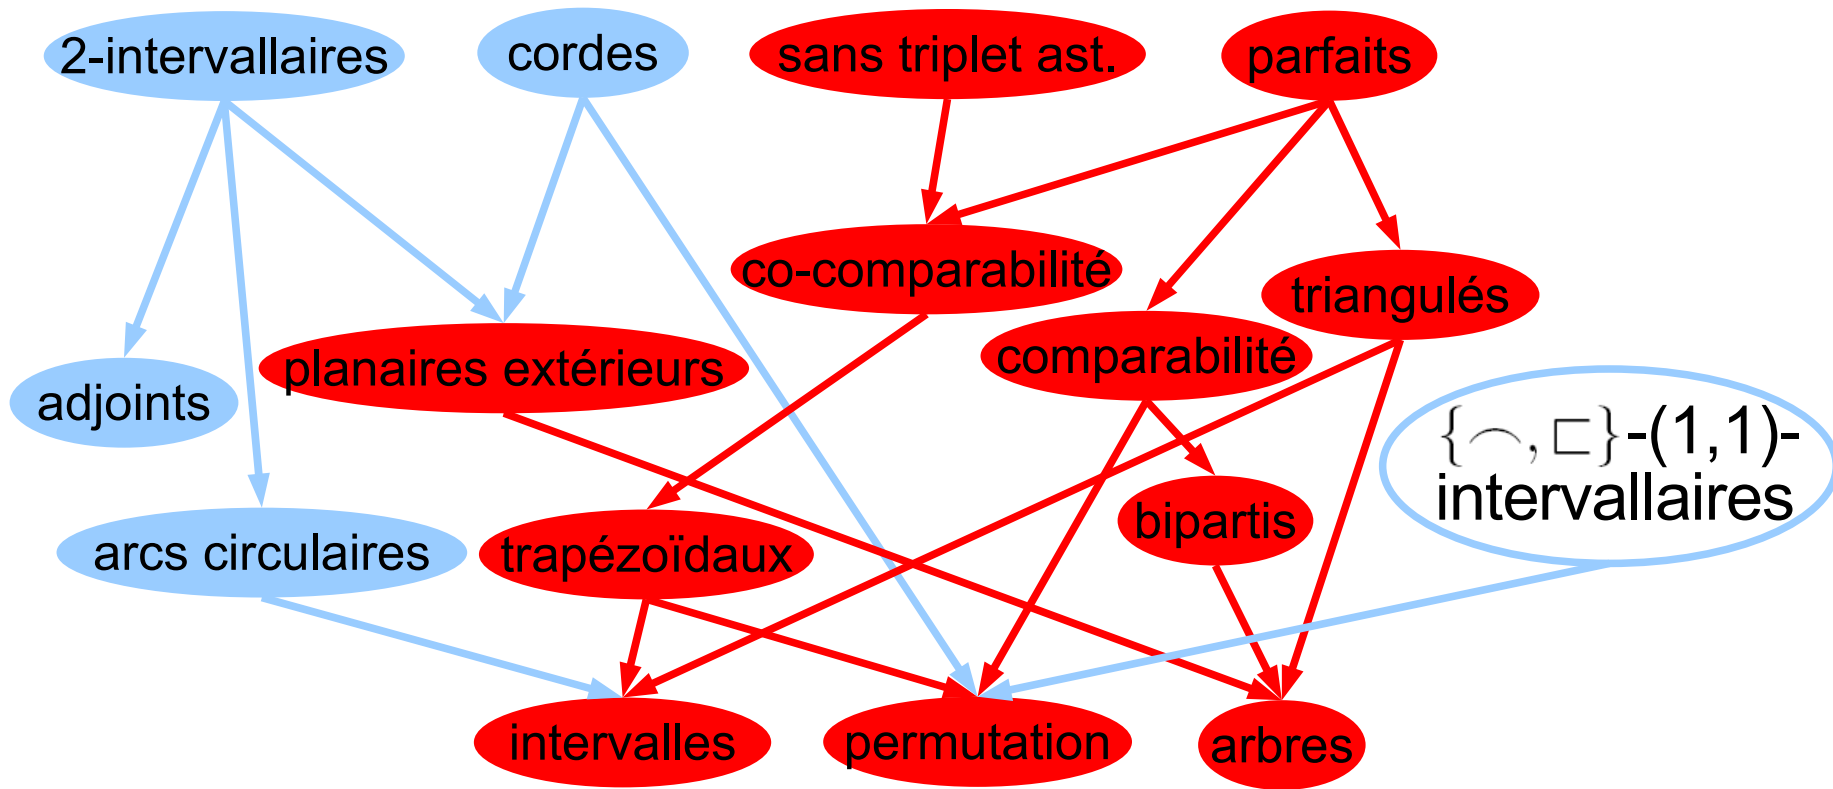 2-intervallaires
cordes
sans triplet ast.
parfaits
co-comparabilité
triangulés
planaires extérieurs
comparabilité
adjoints
{⌒,⊏}-(1,1)-
intervallaires
arcs circulaires
trapézoïdaux
bipartis
intervalles
permutation
arbres